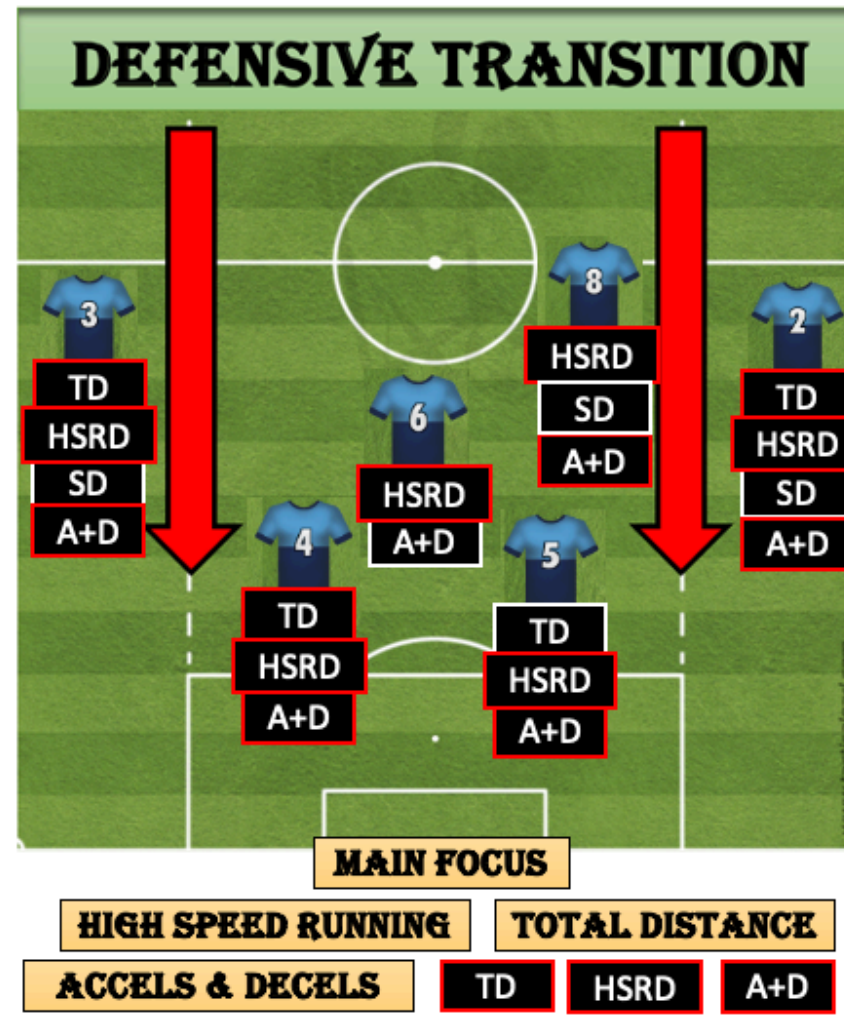 DEFENSIVE TRANSITION
3
TD
HSRD
SD
A+D
8
HSRD
SD
A+D
2
TD
HSRD
SD
A+D
6
HSRD
A+D
4
TD
HSRD
A+D
5
TD
HSRD
A+D
MAIN FOCUS
HIGH SPEED RUNNING
TOTAL DISTANCE
ACCELS & DECELS
TD
HSRD
A+D